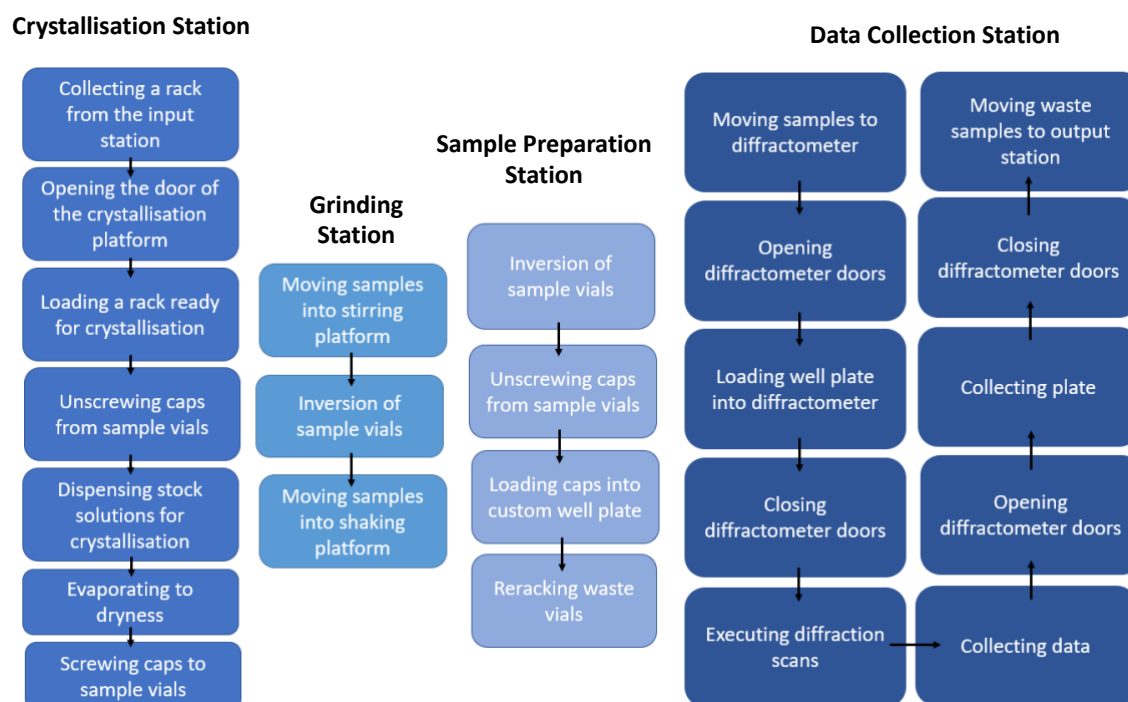 Crystallisation Station
Collecting a rack
from the input
station
Opening the door of
the crystallisation
platform
Loading a rack ready
for crystallisation
Unscrewing caps
from sample vials
Dispensing stock
solutions for
crystallisation
Evaporating to
dryness
Screwing caps to
sample vials
Grinding
Station
Moving samples
into stirring
platform
Inversion of
sample vials
Moving samples
into shaking
platform
Sample Preparation
Station
Inversion of
sample vials
Unscrewing caps
from sample vials
Loading caps into
custom well plate
Reracking waste
vials
Data Collection Station
Moving samples to
diffractometer
Opening
diffractometer doors
Loading well plate
into diffractometer
Closing
diffractometer doors
Executing diffraction
scans
Collecting data
Opening
diffractometer doors
Collecting plate
Closing
diffractometer doors
Moving waste
samples to output
station